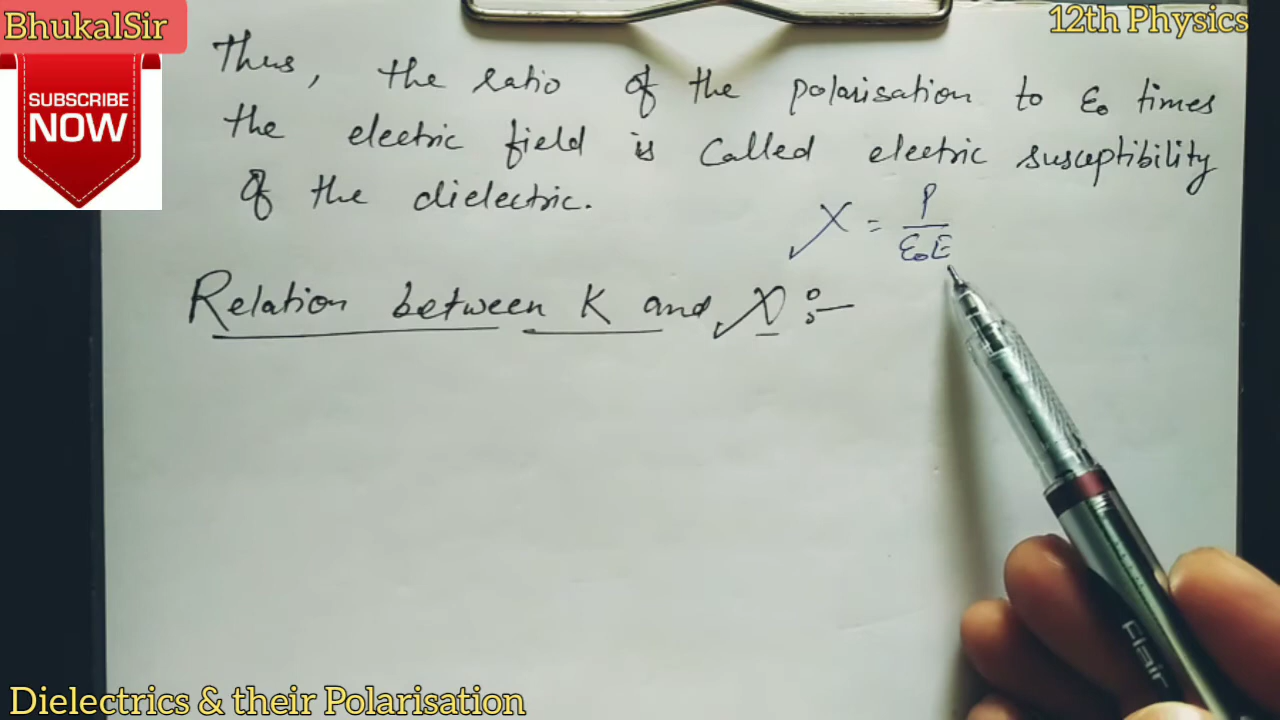 BhukalSir
12th Physics
SUBSCRIBE
NOW
Thus, the ratio of the polarisation to ε₀ times
the electric field is called electric susceptibility
of the dielectric.
χ = P / ε₀E
Relation between K and χ :-
Flair
Dielectrics & their Polarisation